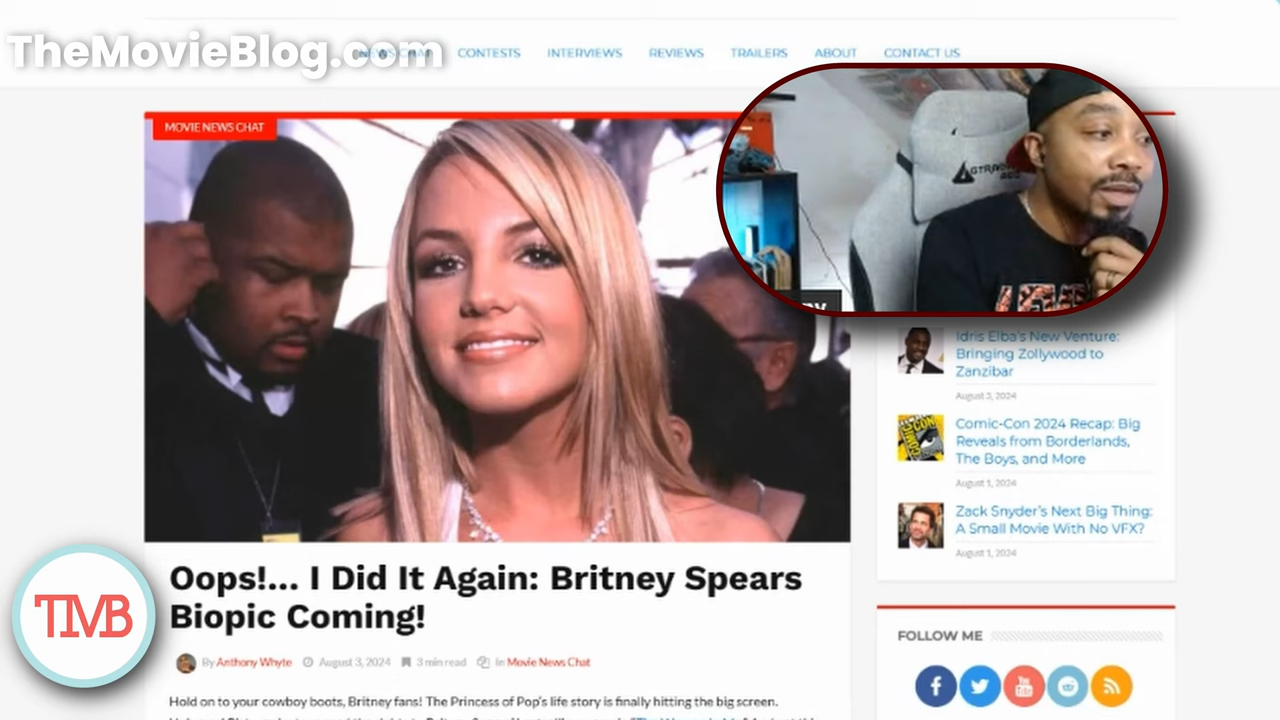 TheMovieBlog.com
NEWS CHAT
CONTESTS
INTERVIEWS
REVIEWS
TRAILERS
ABOUT
CONTACT US
MOVIE NEWS CHAT
GTRACING
Idris Elba's New Venture:
Bringing Zollywood to
Zanzibar
August 3, 2024
Comic-Con 2024 Recap: Big
Reveals from Borderlands,
The Boys, and More
August 1, 2024
Zack Snyder's Next Big Thing:
A Small Movie With No VFX?
August 1, 2024
Oops!... I Did It Again: Britney Spears
Biopic Coming!
By Anthony Whyte August 3, 2024 3 min read In Movie News Chat
Hold on to your cowboy boots, Britney fans! The Princess of Pop's life story is finally hitting the big screen.
FOLLOW ME
TMB